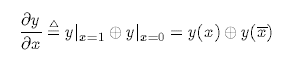 ∂y/∂x ≜ y|ₓ₌₁ ⊕ y|ₓ₌₀ = y(x) ⊕ y(x̅)